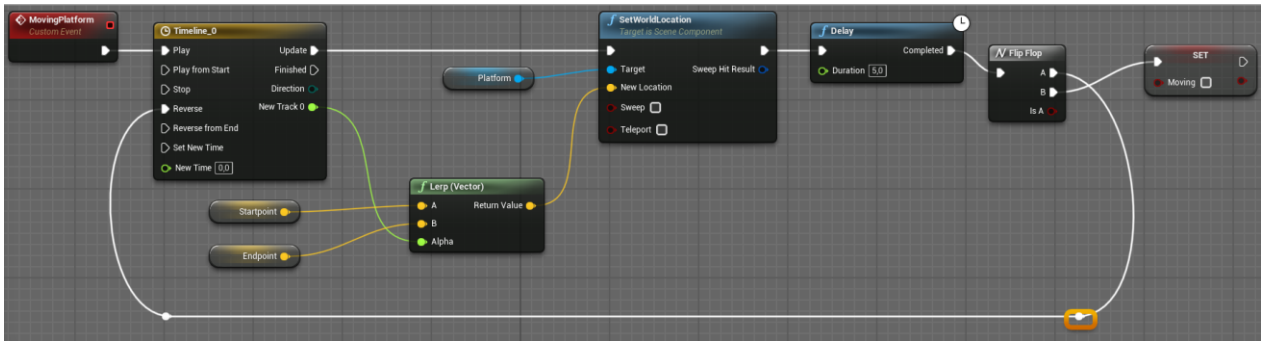 MovingPlatform
Custom Event
Timeline_0
Play
Update
Play from Start
Finished
Stop
Direction
Reverse
New Track 0
Reverse from End
Set New Time
New Time 0,0
Startpoint
Endpoint
Lerp (Vector)
A
Return Value
B
Alpha
Platform
SetWorldLocation
Target is Scene Component
Target
Sweep Hit Result
New Location
Sweep
Teleport
Delay
Completed
Duration 5,0
Flip Flop
A
B
Is A
SET
Moving